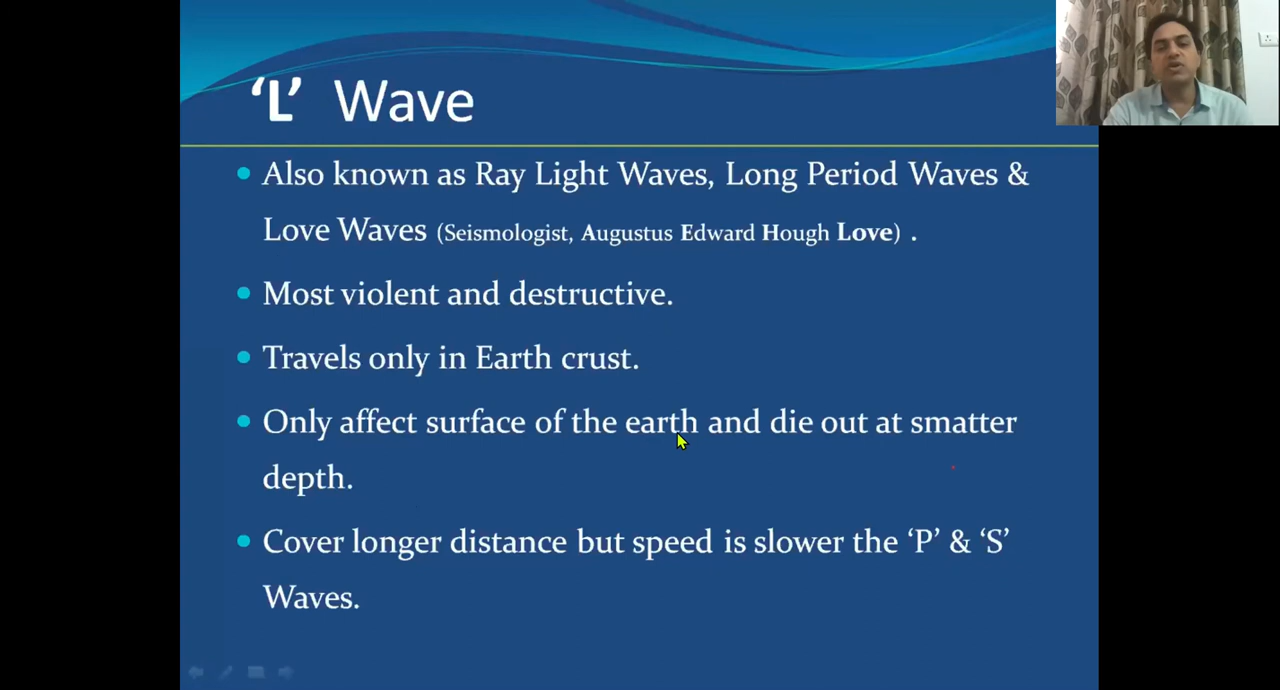 ‘L’ Wave
Also known as Ray Light Waves, Long Period Waves &
Love Waves (Seismologist, Augustus Edward Hough Love) .
Most violent and destructive.
Travels only in Earth crust.
Only affect surface of the earth and die out at smatter
depth.
Cover longer distance but speed is slower the ‘P’ & ‘S’
Waves.